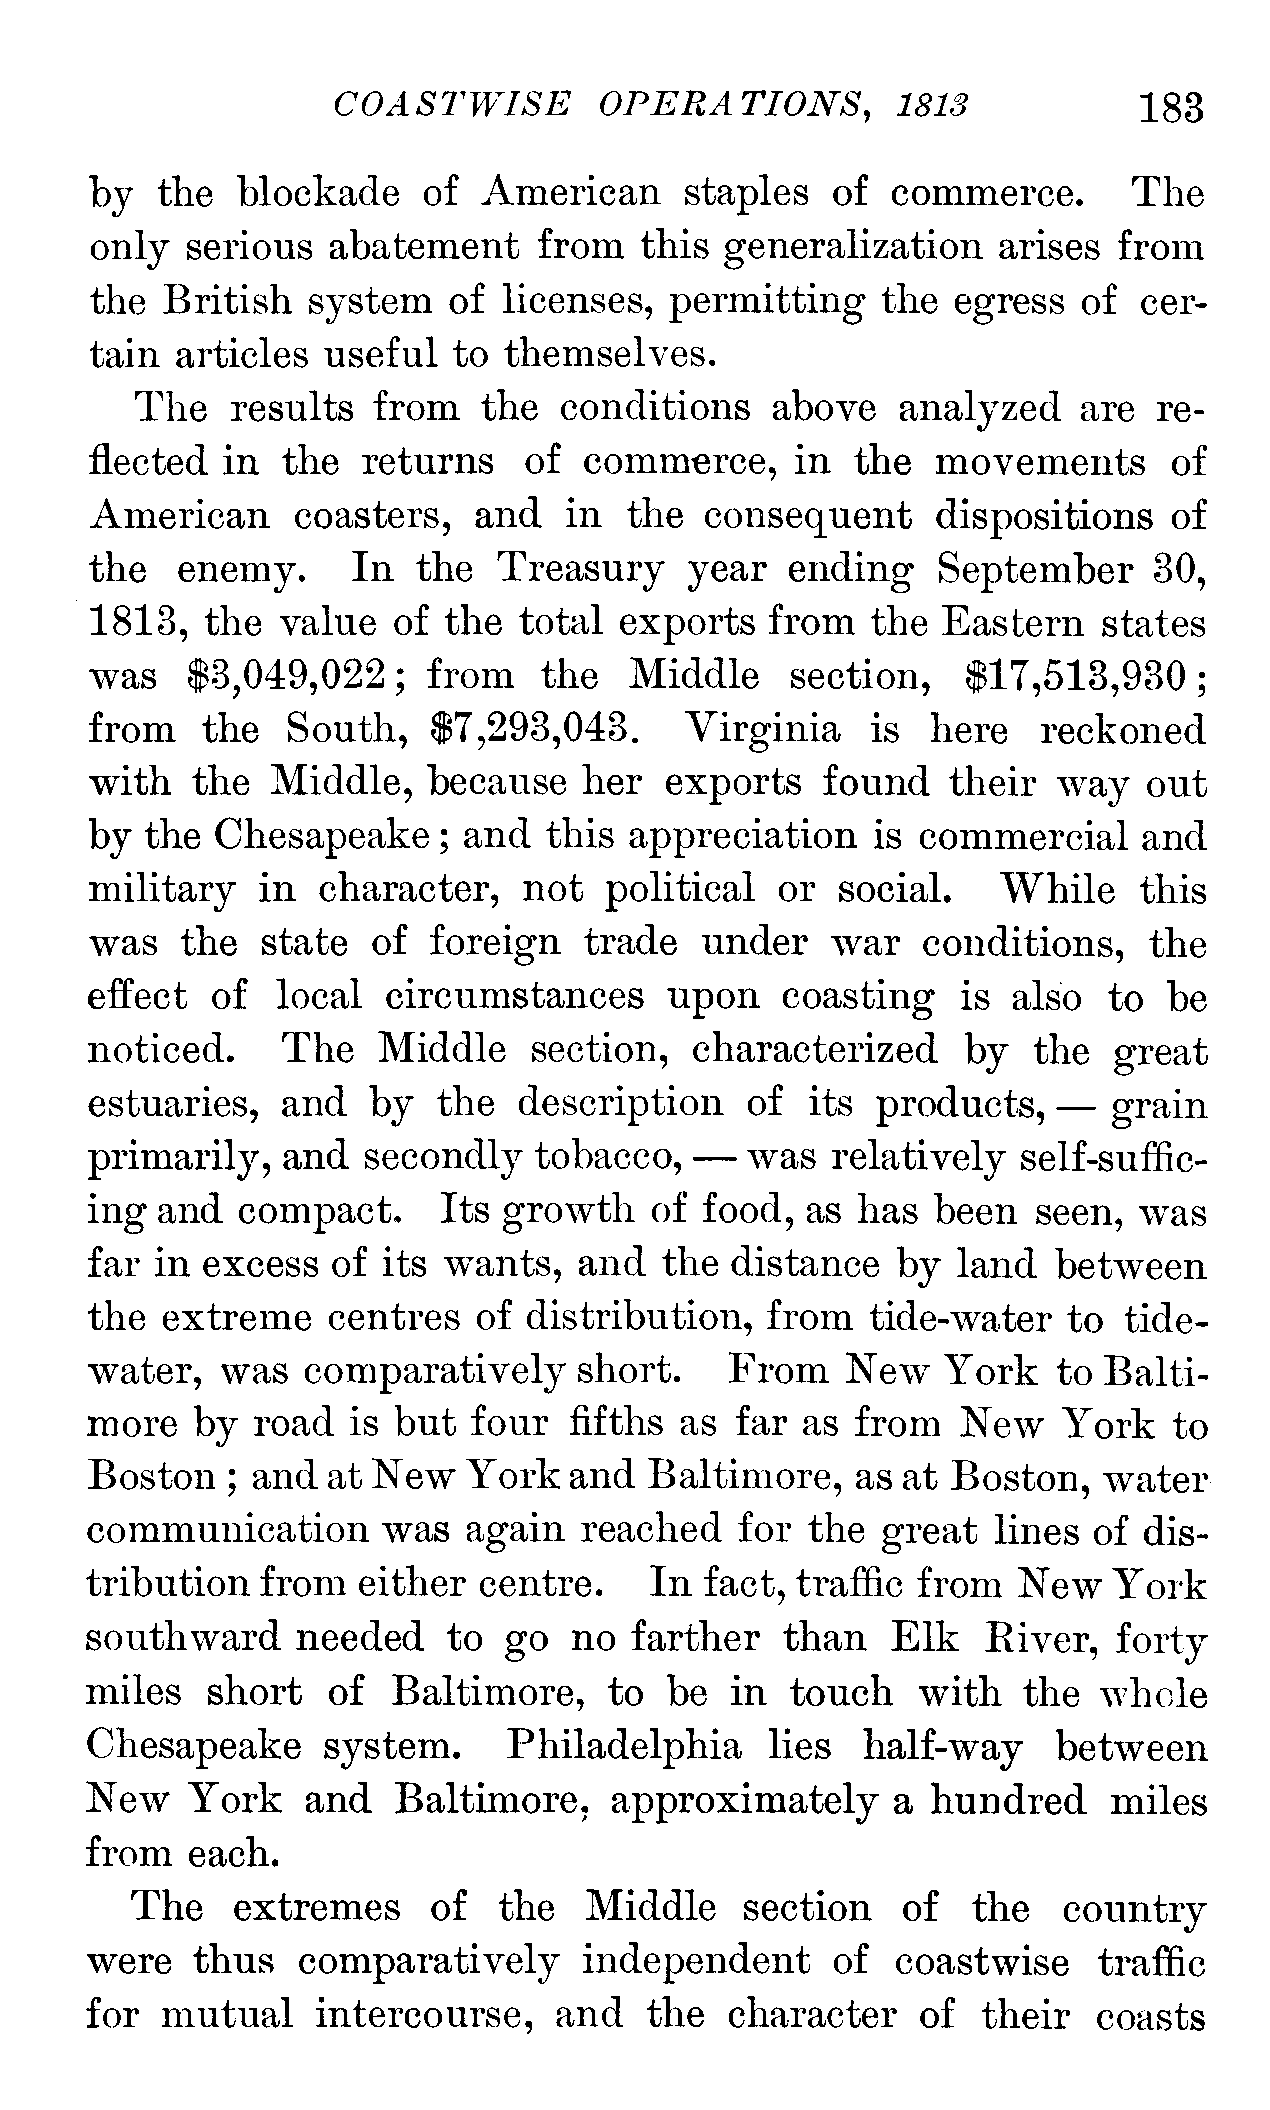 COASTWISE OPERATIONS, 1813 183
by the blockade of American staples of commerce. The
only serious abatement from this generalization arises from
the British system of licenses, permitting the egress of cer-
tain articles useful to themselves.
The results from the conditions above analyzed are re-
flected in the returns of commerce, in the movements of
American coasters, and in the consequent dispositions of
the enemy. In the Treasury year ending September 30,
1813, the value of the total exports from the Eastern states
was $3,049,022; from the Middle section, $17,513,930;
from the South, $7,293,043. Virginia is here reckoned
with the Middle, because her exports found their way out
by the Chesapeake; and this appreciation is commercial and
military in character, not political or social. While this
was the state of foreign trade under war conditions, the
effect of local circumstances upon coasting is also to be
noticed. The Middle section, characterized by the great
estuaries, and by the description of its products, — grain
primarily, and secondly tobacco, — was relatively self-suffic-
ing and compact. Its growth of food, as has been seen, was
far in excess of its wants, and the distance by land between
the extreme centres of distribution, from tide-water to tide-
water, was comparatively short. From New York to Balti-
more by road is but four fifths as far as from New York to
Boston; and at New York and Baltimore, as at Boston, water
communication was again reached for the great lines of dis-
tribution from either centre. In fact, traffic from New York
southward needed to go no farther than Elk River, forty
miles short of Baltimore, to be in touch with the whole
Chesapeake system. Philadelphia lies half-way between
New York and Baltimore, approximately a hundred miles
from each.
The extremes of the Middle section of the country
were thus comparatively independent of coastwise traffic
for mutual intercourse, and the character of their coasts